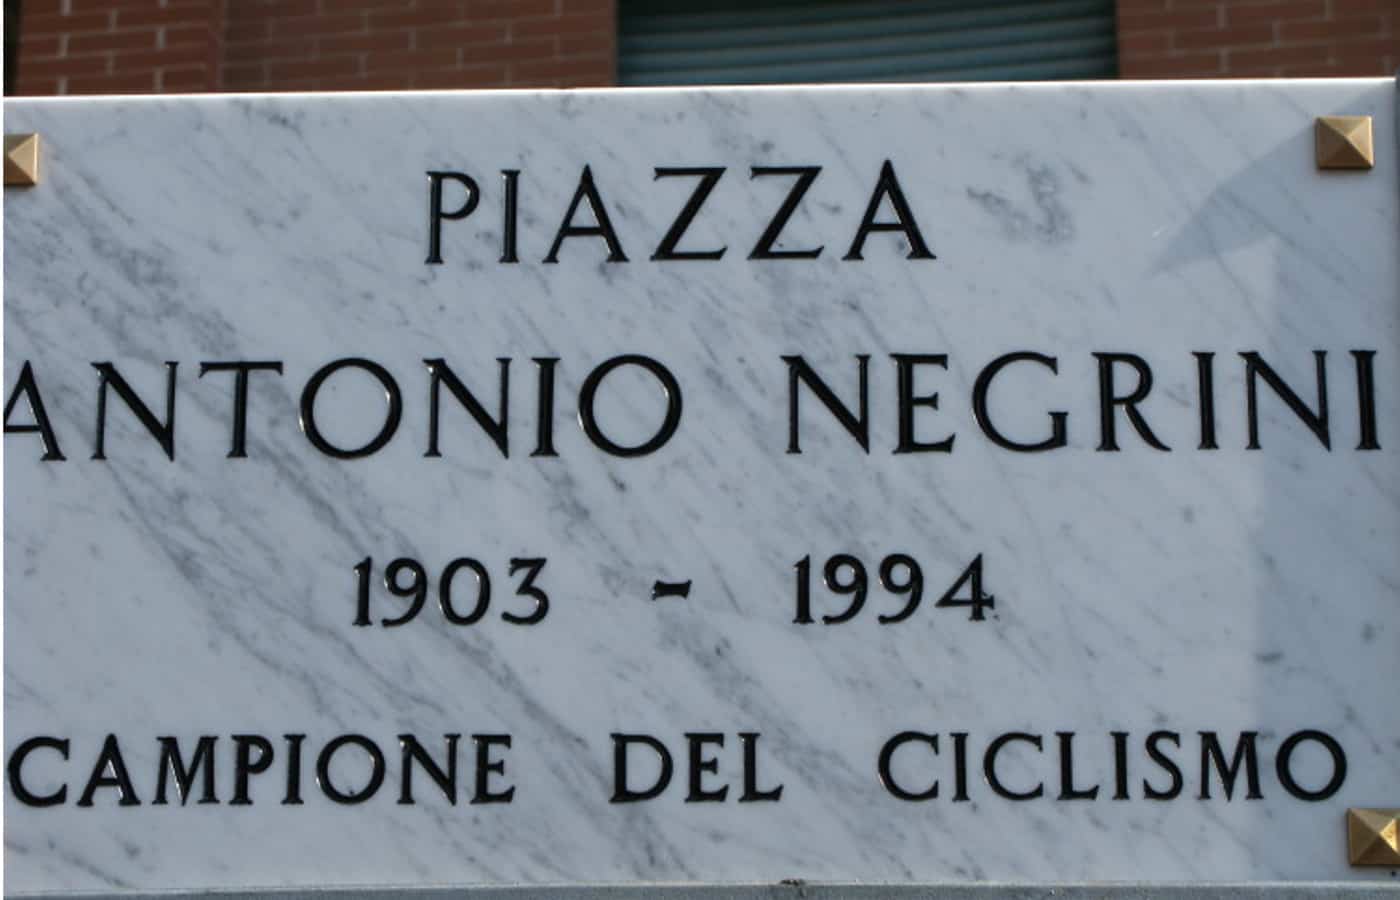 PIAZZA
ANTONIO NEGRINI
1903 - 1994
CAMPIONE DEL CICLISMO